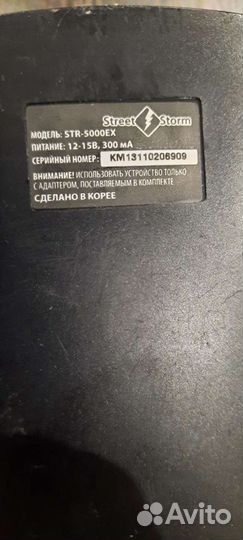 Street Storm
МОДЕЛЬ: STR-5000EX
ПИТАНИЕ: 12-15В, 300 мА
СЕРИЙНЫЙ НОМЕР: KM13110206909
ВНИМАНИЕ! ИСПОЛЬЗОВАТЬ УСТРОЙСТВО ТОЛЬКО
С АДАПТЕРОМ, ПОСТАВЛЯЕМЫМ В КОМПЛЕКТЕ
СДЕЛАНО В КОРЕЕ
Avito